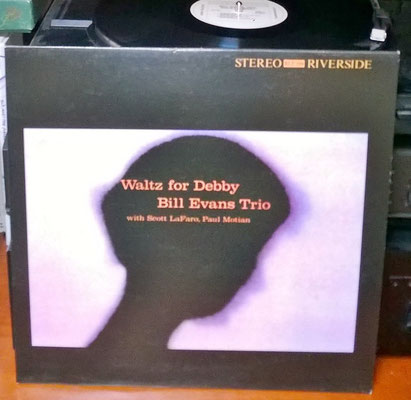 STEREO RIVERSIDE
Waltz for Debby
Bill Evans Trio
with Scott LaFaro, Paul Motian